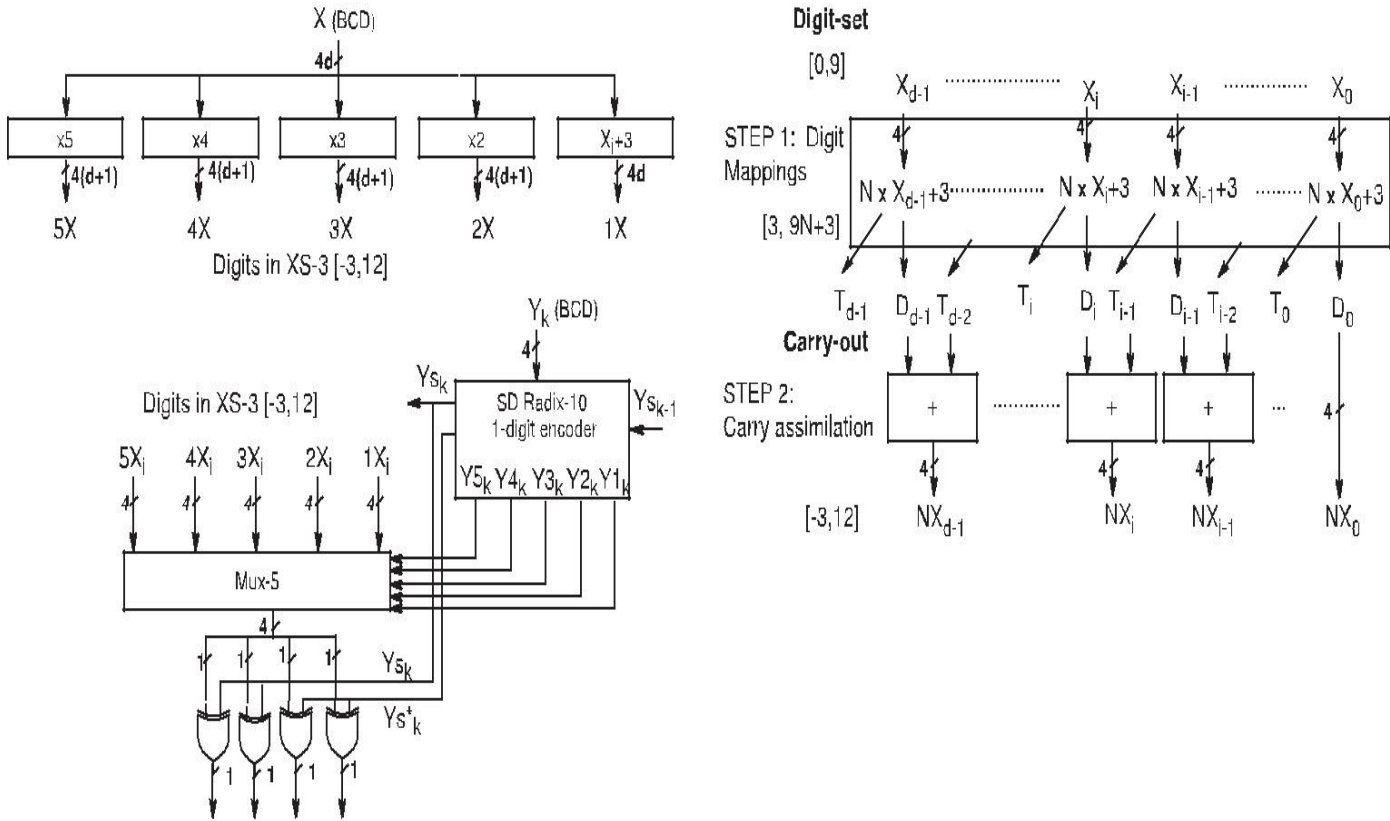 X (BCD)
4d
x5 x4 x3 x2 Xi+3
4(d+1) 4(d+1) 4(d+1) 4(d+1) 4d
5X 4X 3X 2X 1X
Digits in XS-3 [-3,12]
Yk (BCD)
4
Ysk
SD Radix-10
1-digit encoder
Ysk-1
Y5k Y4k Y3k Y2k Y1k
Digits in XS-3 [-3,12]
5Xi 4Xi 3Xi 2Xi 1Xi
4 4 4 4 4
Mux-5
4
1 1 1 1
Ysk
Ys*k
1 1 1 1
Digit-set
[0,9]
Xd-1 Xi Xi-1 X0
STEP 1: Digit
Mappings
4 4 4 4
N x Xd-1+3 N x Xi+3 N x Xi-1+3 N x X0+3
[3, 9N+3]
Td-1 Dd-1 Td-2 Ti Di Ti-1 Di-1 Ti-2 T0 D0
Carry-out
STEP 2:
Carry assimilation
+ + +
4 4 4 4
[-3,12] NXd-1 NXi NXi-1 NX0